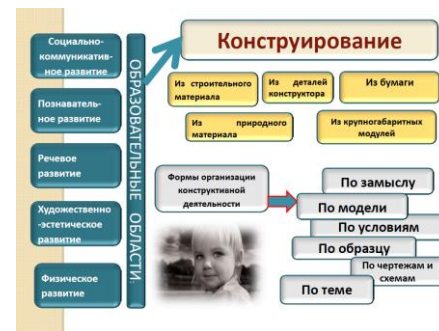 Социально-
коммуникатив-
ное развитие
Познаватель-
ное развитие
Речевое
развитие
Художественно
-эстетическое
развитие
Физическое
развитие
ОБРАЗОВАТЕЛЬНЫЕ ОБЛАСТИ:
Конструирование
Из строительного
материала
Из деталей
конструктора
Из бумаги
Из природного
материала
Из крупногабаритных
модулей
Формы организации
конструктивной
деятельности
По замыслу
По модели
По условиям
По образцу
По чертежам и
схемам
По теме